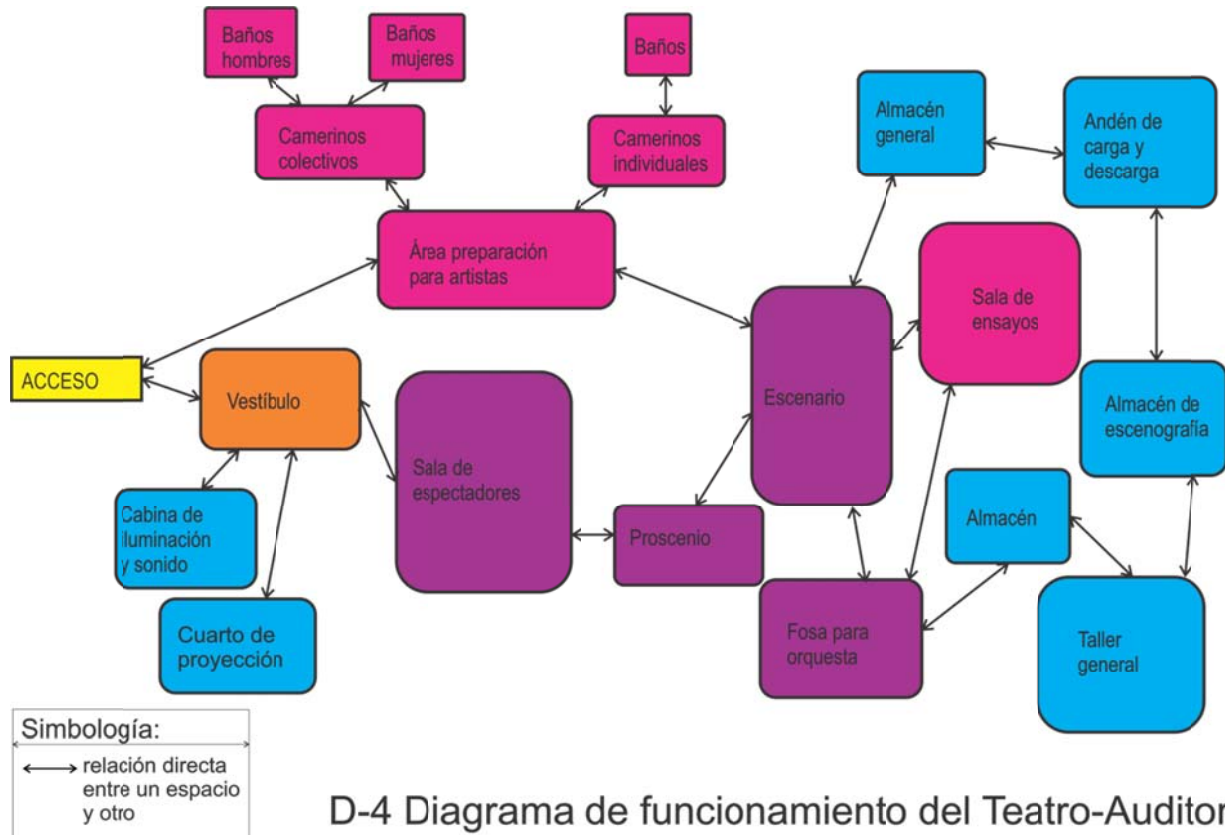 Baños
hombres
Baños
mujeres
Baños
Camerinos
colectivos
Camerinos
individuales
Almacén
general
Andén de
carga y
descarga
Área preparación
para artistas
Sala de
ensayos
ACCESO
Vestíbulo
Escenario
Almacén de
escenografía
Sala de
espectadores
Cabina de
iluminación
y sonido
Proscenio
Almacén
Cuarto de
proyección
Fosa para
orquesta
Taller
general
Simbología:
relación directa
entre un espacio
y otro
D-4 Diagrama de funcionamiento del Teatro-Auditor